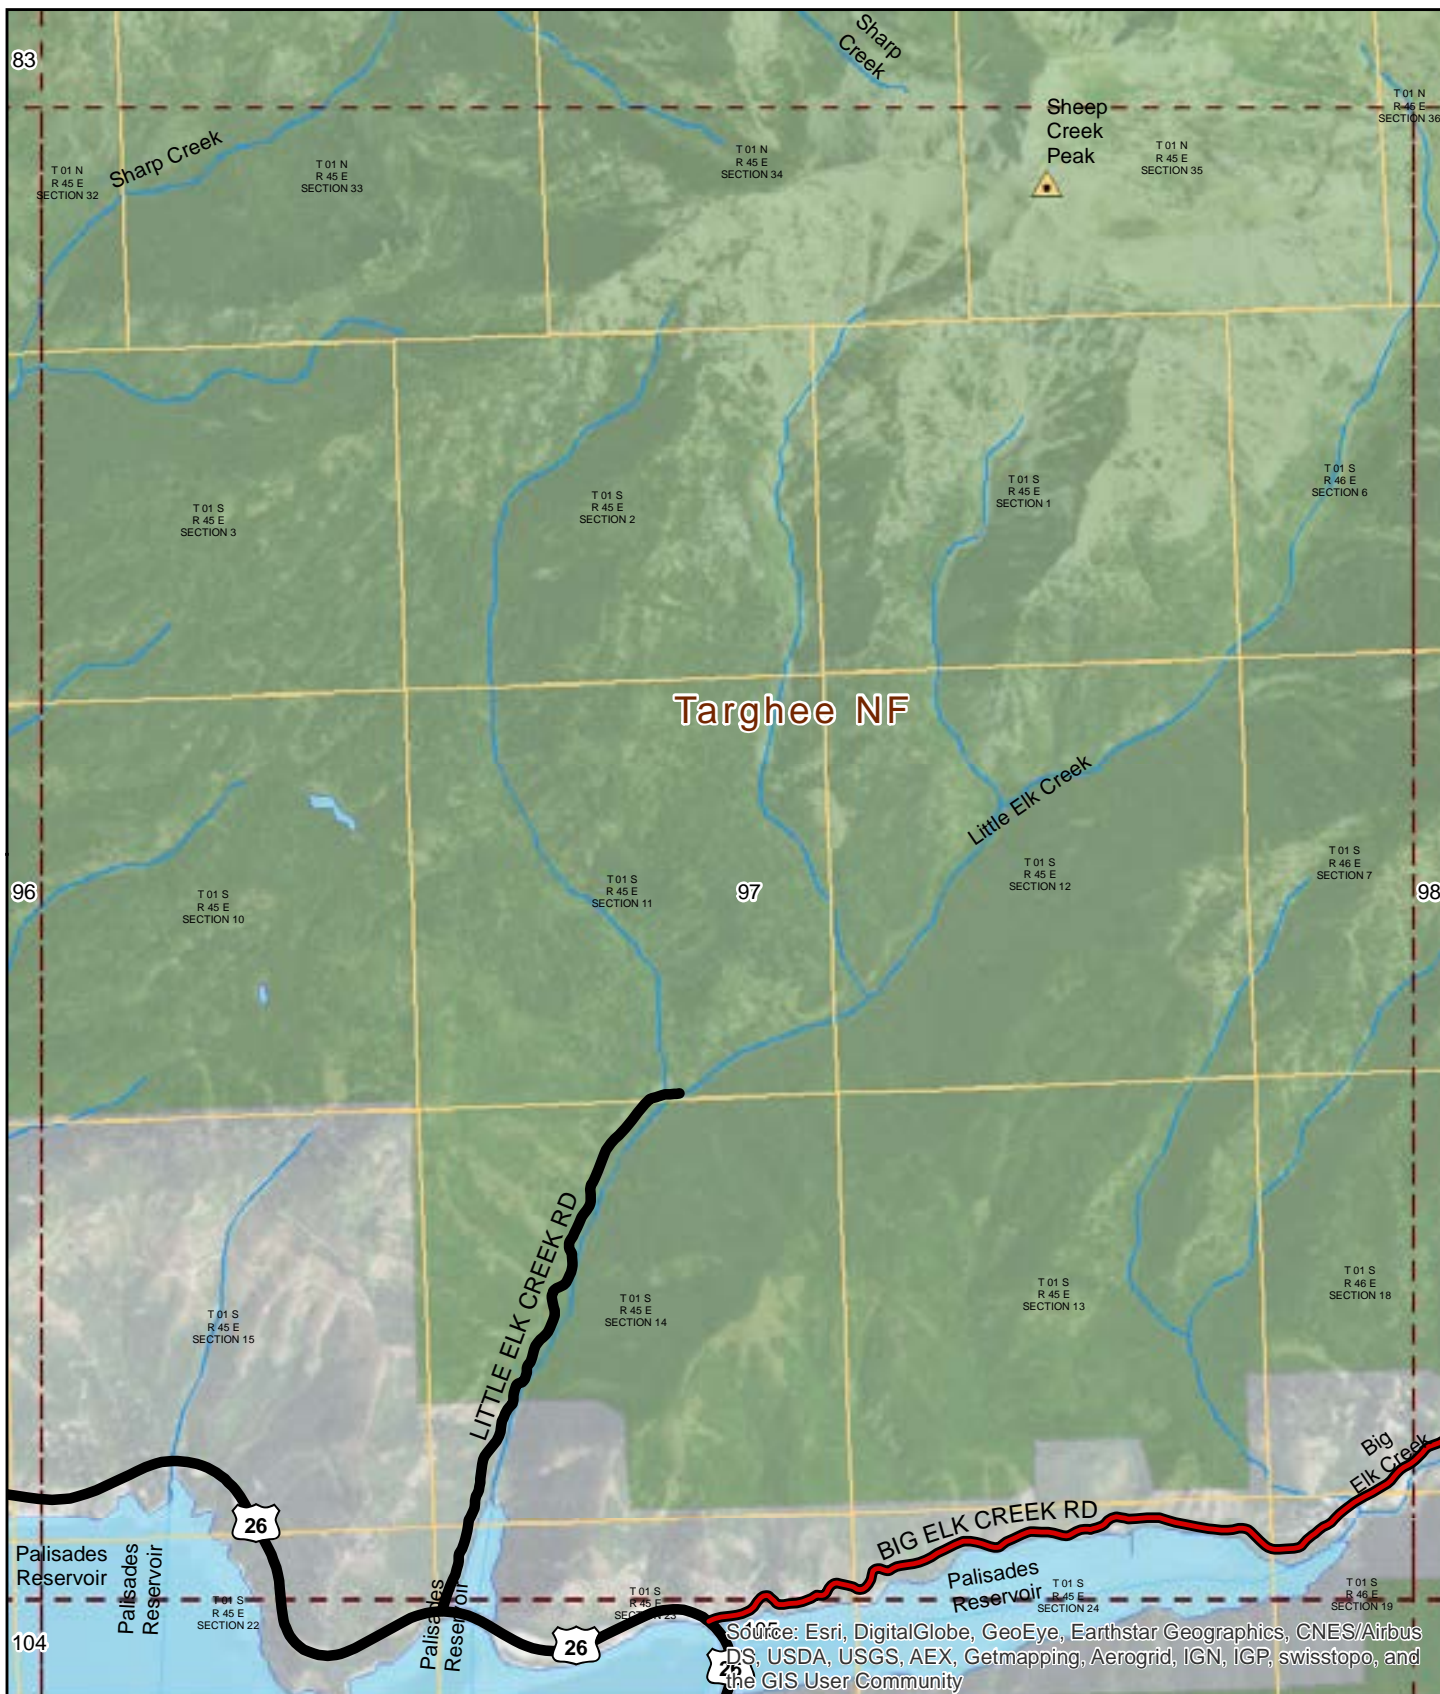 83
Sharp
Creek
Sheep
Creek
Peak
T 01 N
R 45 E
SECTION 36
Sharp Creek
T 01 N
R 45 E
SECTION 32
T 01 N
R 45 E
SECTION 33
T 01 N
R 45 E
SECTION 34
T 01 N
R 45 E
SECTION 35
T 01 S
R 45 E
SECTION 3
T 01 S
R 45 E
SECTION 2
T 01 S
R 45 E
SECTION 1
T 01 S
R 46 E
SECTION 6
Targhee NF
Little Elk Creek
96
T 01 S
R 45 E
SECTION 10
T 01 S
R 45 E
SECTION 11
97
T 01 S
R 45 E
SECTION 12
T 01 S
R 46 E
SECTION 7
98
LITTLE ELK CREEK RD
T 01 S
R 45 E
SECTION 15
T 01 S
R 45 E
SECTION 14
T 01 S
R 45 E
SECTION 13
T 01 S
R 46 E
SECTION 18
Big
Elk Creek
26
BIG ELK CREEK RD
Palisades
Reservoir
Palisades
Reservoir
T 01 S
R 45 E
SECTION 22
Palisades
Reservoir
T 01 S
R 45 E
SECTION 23
Palisades
Reservoir
T 01 S
R 45 E
SECTION 24
T 01 S
R 46 E
SECTION 19
104
26
105
26
Source: Esri, DigitalGlobe, GeoEye, Earthstar Geographics, CNES/Airbus
DS, USDA, USGS, AEX, Getmapping, Aerogrid, IGN, IGP, swisstopo, and
the GIS User Community